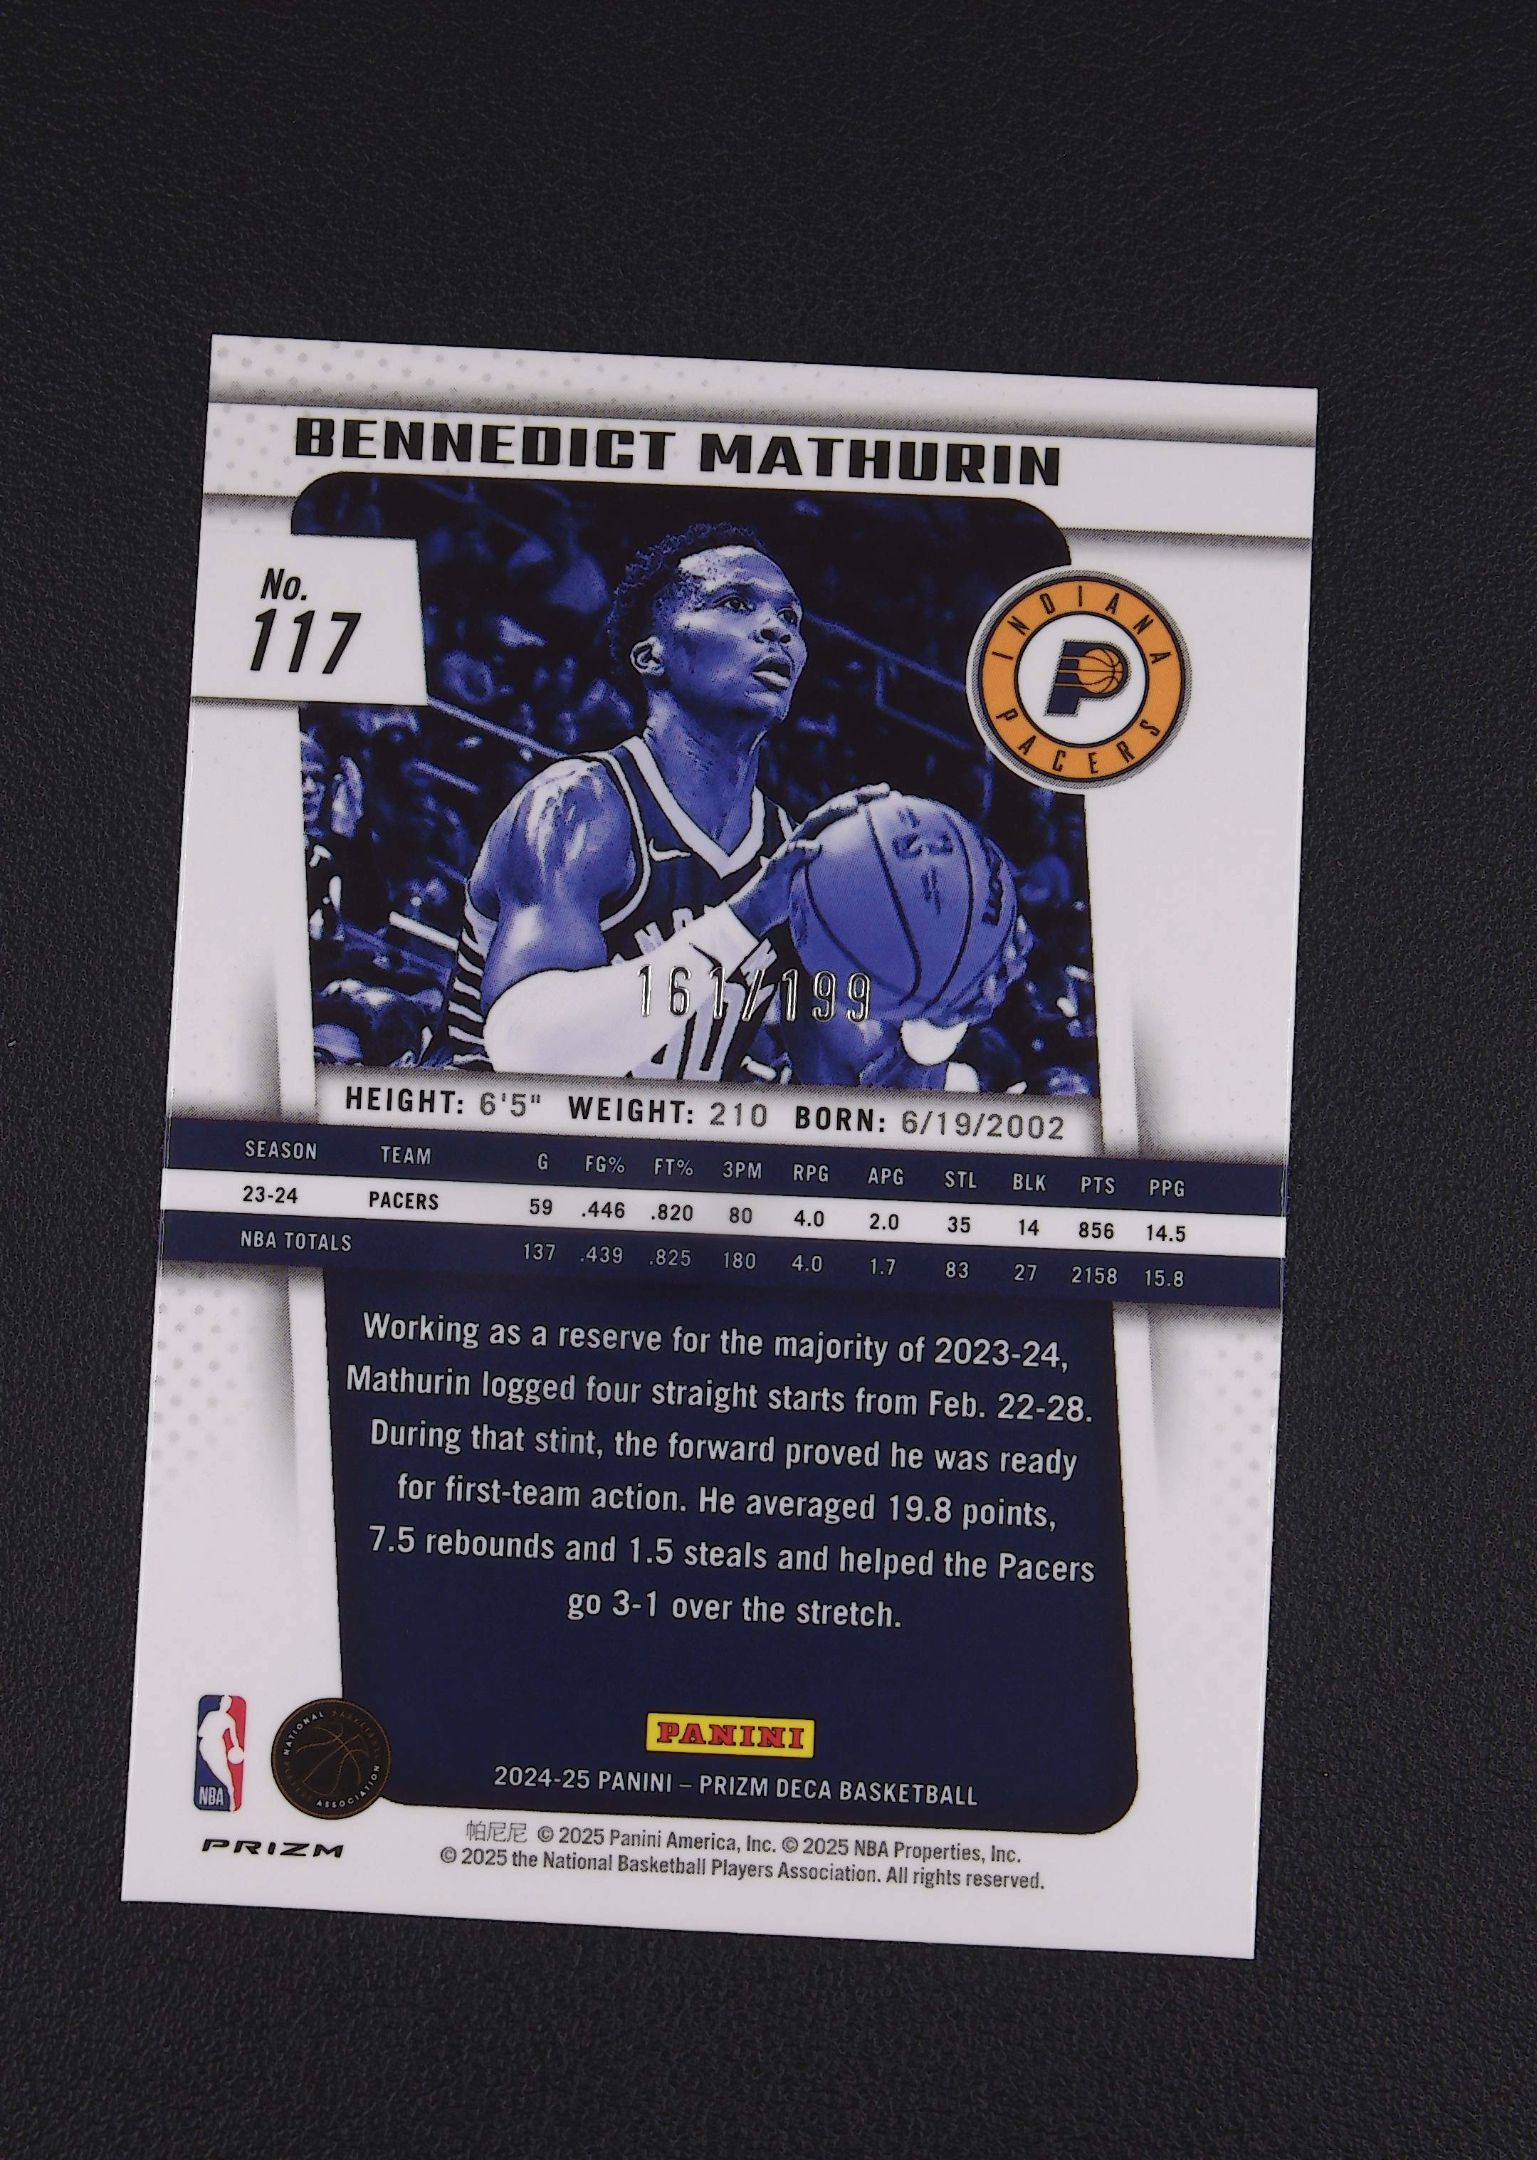 BENNEDICT MATHURIN
No.
117
INDIANA
PACERS
161/199
HEIGHT: 6'5" WEIGHT: 210 BORN: 6/19/2002
SEASON TEAM G FG% FT% 3PM RPG APG STL BLK PTS PPG
23-24 PACERS 59 .446 .820 80 4.0 2.0 35 14 856 14.5
NBA TOTALS 137 .439 .825 180 4.0 1.7 83 27 2158 15.8
Working as a reserve for the majority of 2023-24,
Mathurin logged four straight starts from Feb. 22-28.
During that stint, the forward proved he was ready
for first-team action. He averaged 19.8 points,
7.5 rebounds and 1.5 steals and helped the Pacers
go 3-1 over the stretch.
PANINI
2024-25 PANINI – PRIZM DECA BASKETBALL
NBA
NATIONAL BASKETBALL
PLAYERS ASSOCIATION
PRIZM
帕尼尼 © 2025 Panini America, Inc. © 2025 NBA Properties, Inc.
© 2025 the National Basketball Players Association. All rights reserved.